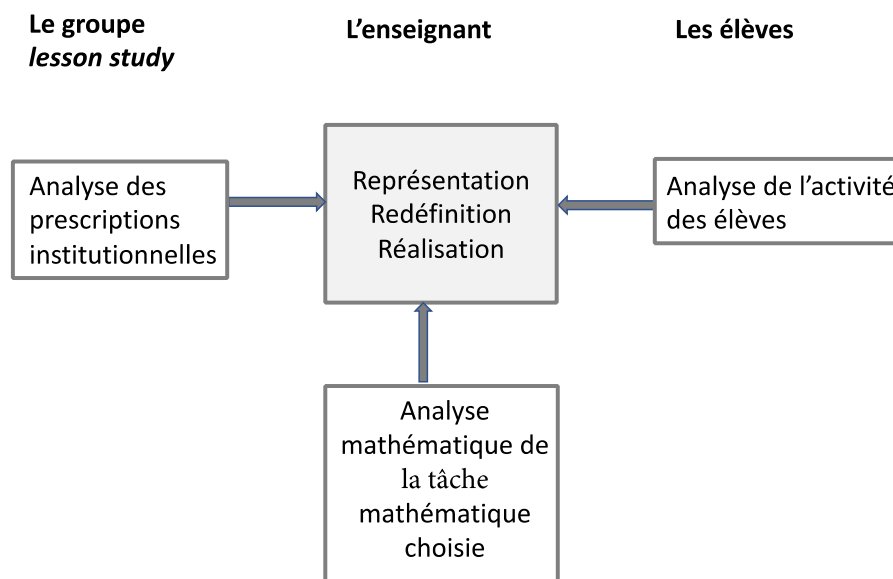 Le groupe
lesson study
L’enseignant
Les élèves
Analyse des
prescriptions
institutionnelles
Représentation
Redéfinition
Réalisation
Analyse de l’activité
des élèves
Analyse
mathématique de
la tâche
mathématique
choisie